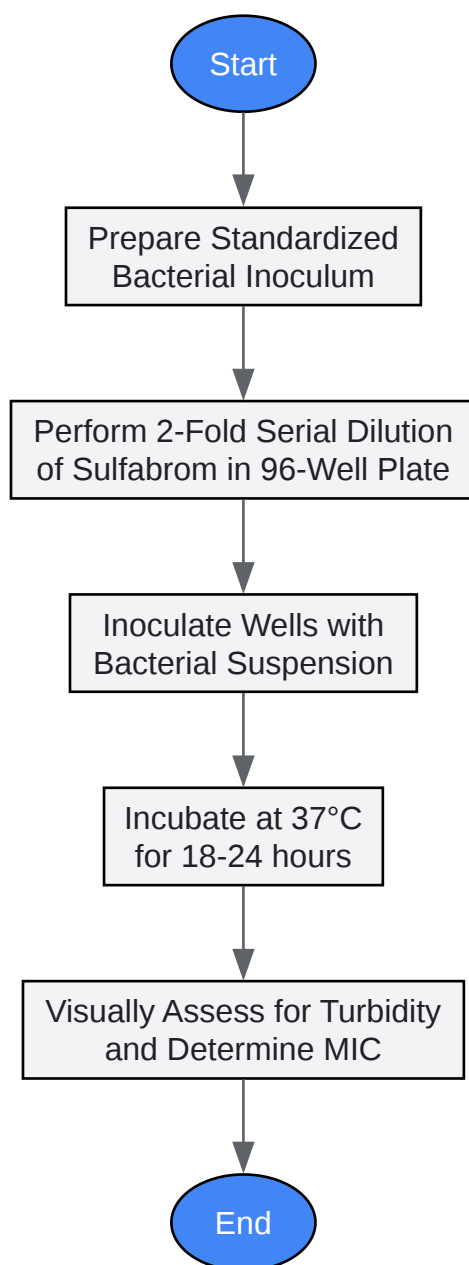 Start
Prepare Standardized
Bacterial Inoculum
Perform 2-Fold Serial Dilution
of Sulfabrom in 96-Well Plate
Inoculate Wells with
Bacterial Suspension
Incubate at 37°C
for 18-24 hours
Visually Assess for Turbidity
and Determine MIC
End